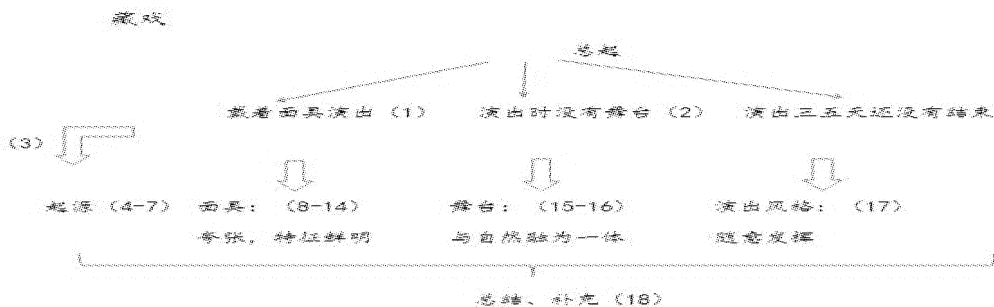 藏戏
总起
戴着面具演出（1） 演出时没有舞台（2） 演出三五天还没有结束
（3）
起源（4-7） 面具：（8-14） 舞台：（15-16） 演出风格：（17）
夸张，特征鲜明 与自然融为一体 随意发挥
总结、补充（18）